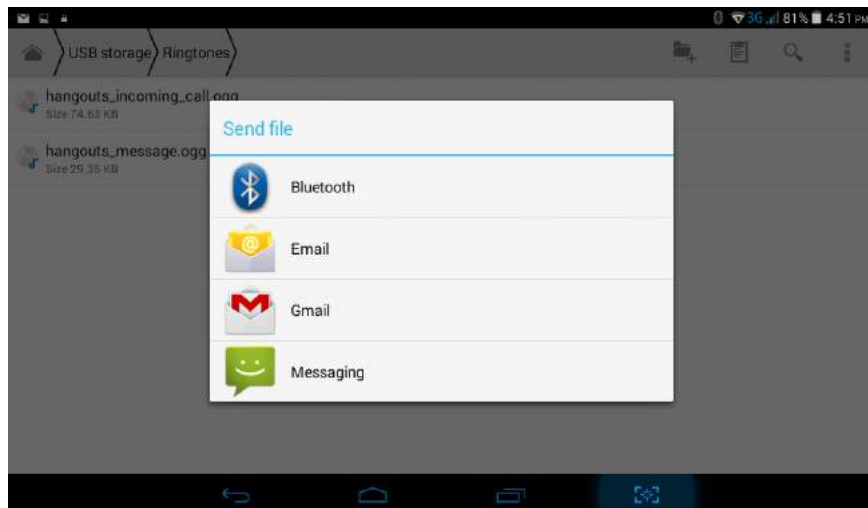 3G 81% 4:51 PM
USB storage Ringtones
hangouts_incoming_call.ogg
Size 74.63 KB
hangouts_message.ogg
Size 29.35 KB
Send file
Bluetooth
Email
Gmail
Messaging